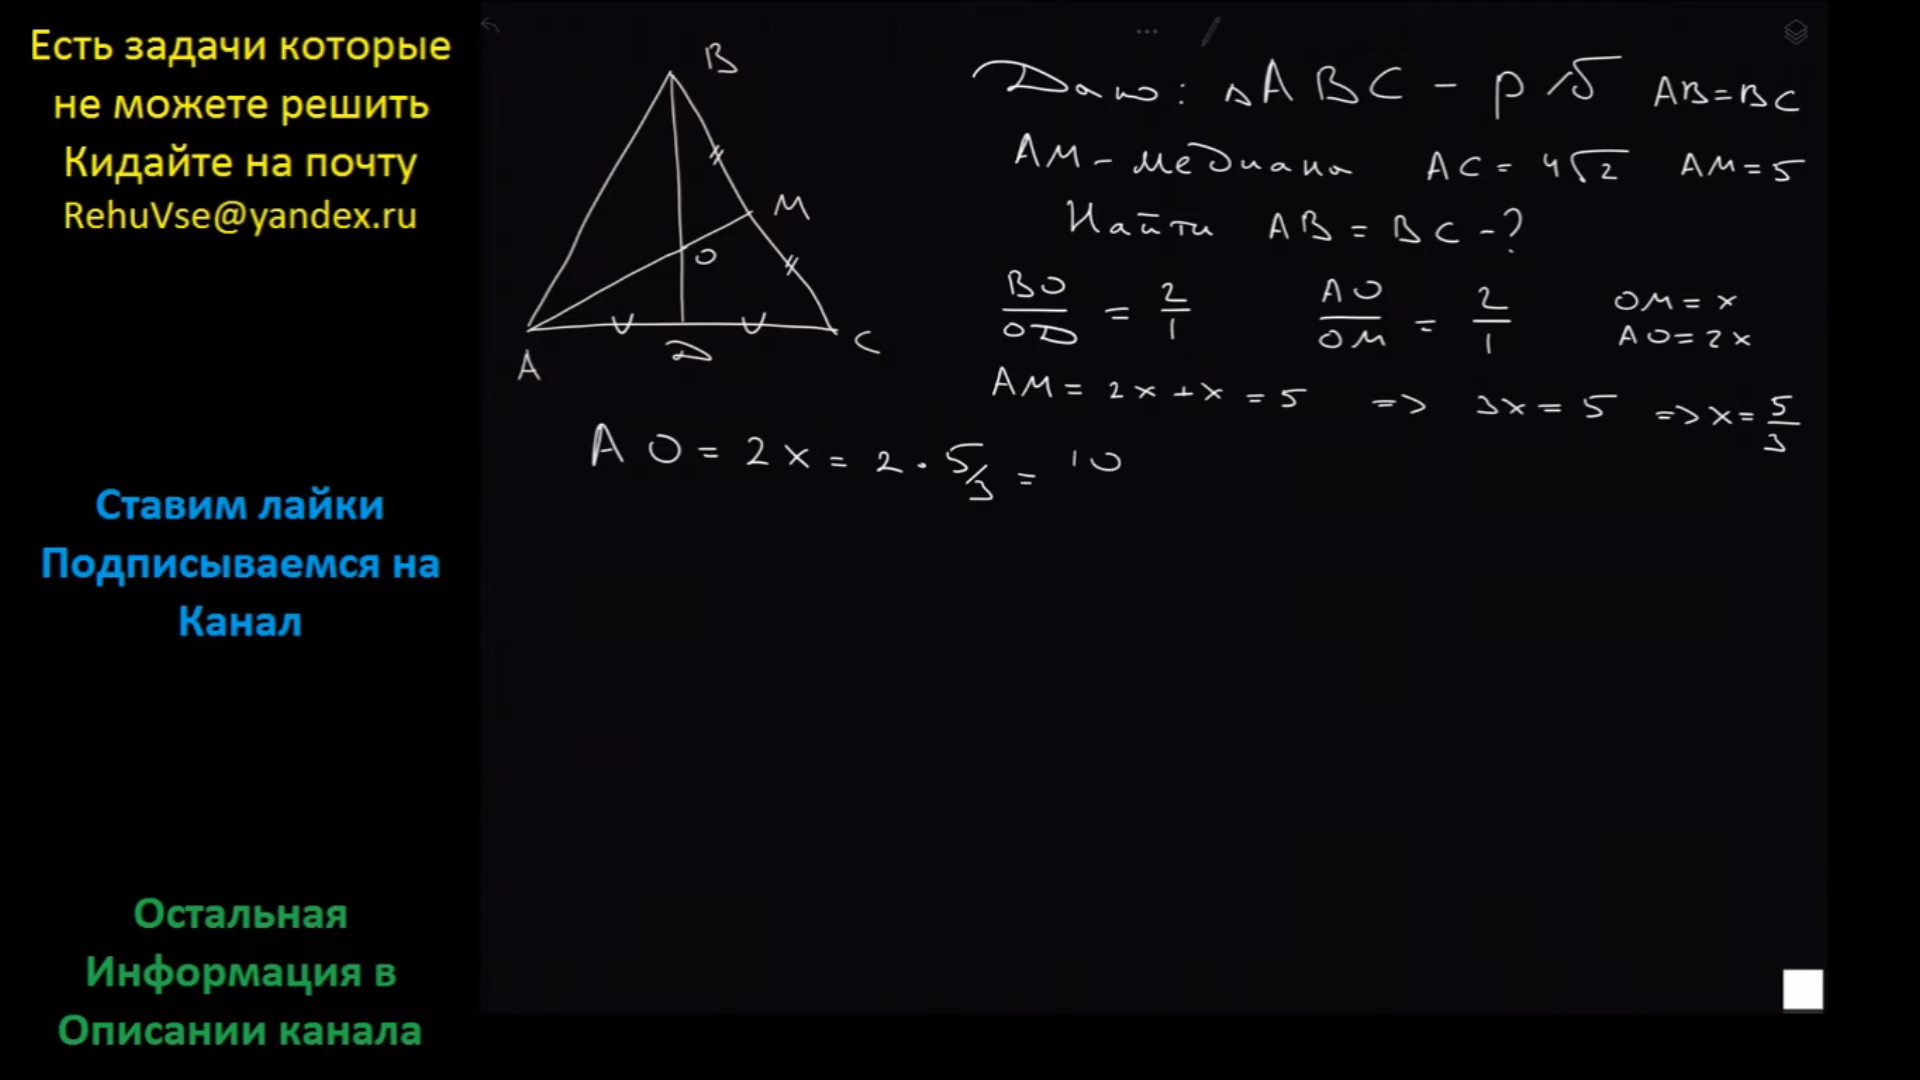 Есть задачи которые
не можете решить
Кидайте на почту
RehuVse@yandex.ru
Ставим лайки
Подписываемся на
Канал
Остальная
Информация в
Описании канала
B
M
O
A
D
C
Дано: △ABC - р/б AB=BC
AM - медиана AC = 4√2 AM = 5
Найти AB = BC - ?
BO/OD = 2/1 AO/OM = 2/1 OM = x
AO = 2x
AM = 2x + x = 5 => 3x = 5 => x = 5/3
AO = 2x = 2 · 5/3 = 10